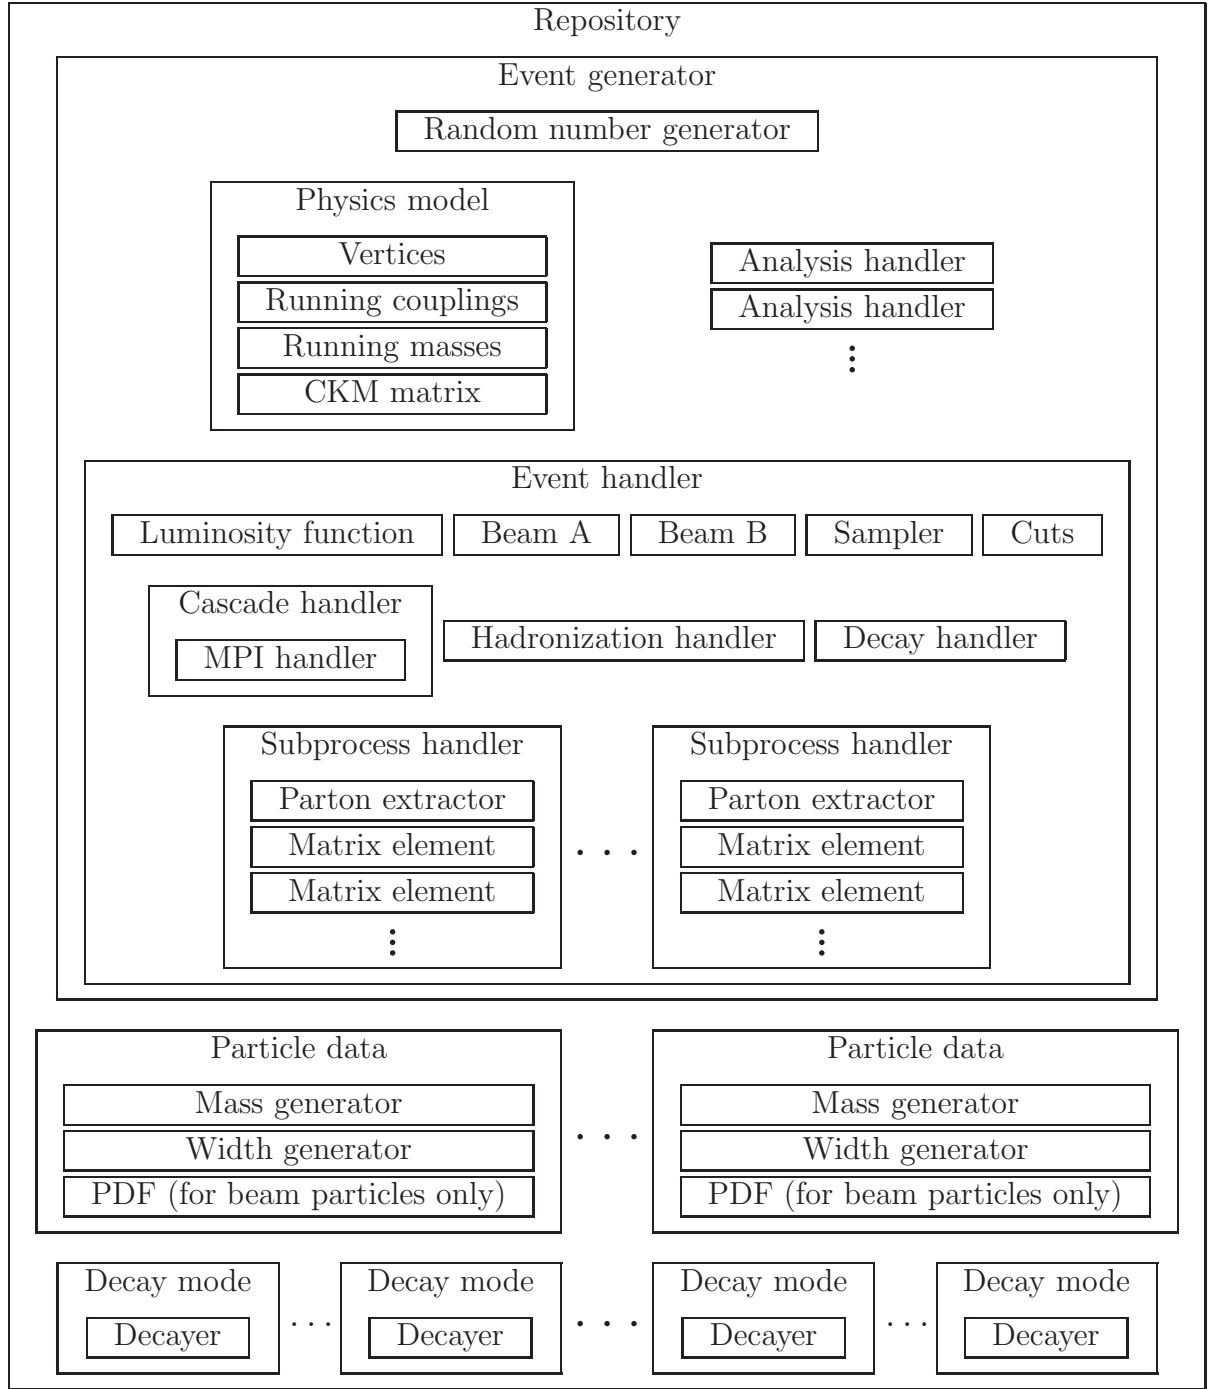 Repository
Event generator
Random number generator
Physics model
Vertices
Running couplings
Running masses
CKM matrix
Analysis handler
Analysis handler
⋮
Event handler
Luminosity function Beam A Beam B Sampler Cuts
Cascade handler
MPI handler
Hadronization handler Decay handler
Subprocess handler
Parton extractor
Matrix element
Matrix element
⋮
. . .
Subprocess handler
Parton extractor
Matrix element
Matrix element
⋮
Particle data
Mass generator
Width generator
PDF (for beam particles only)
. . .
Particle data
Mass generator
Width generator
PDF (for beam particles only)
Decay mode
Decayer
. . .
Decay mode
Decayer
. . .
Decay mode
Decayer
. . .
Decay mode
Decayer